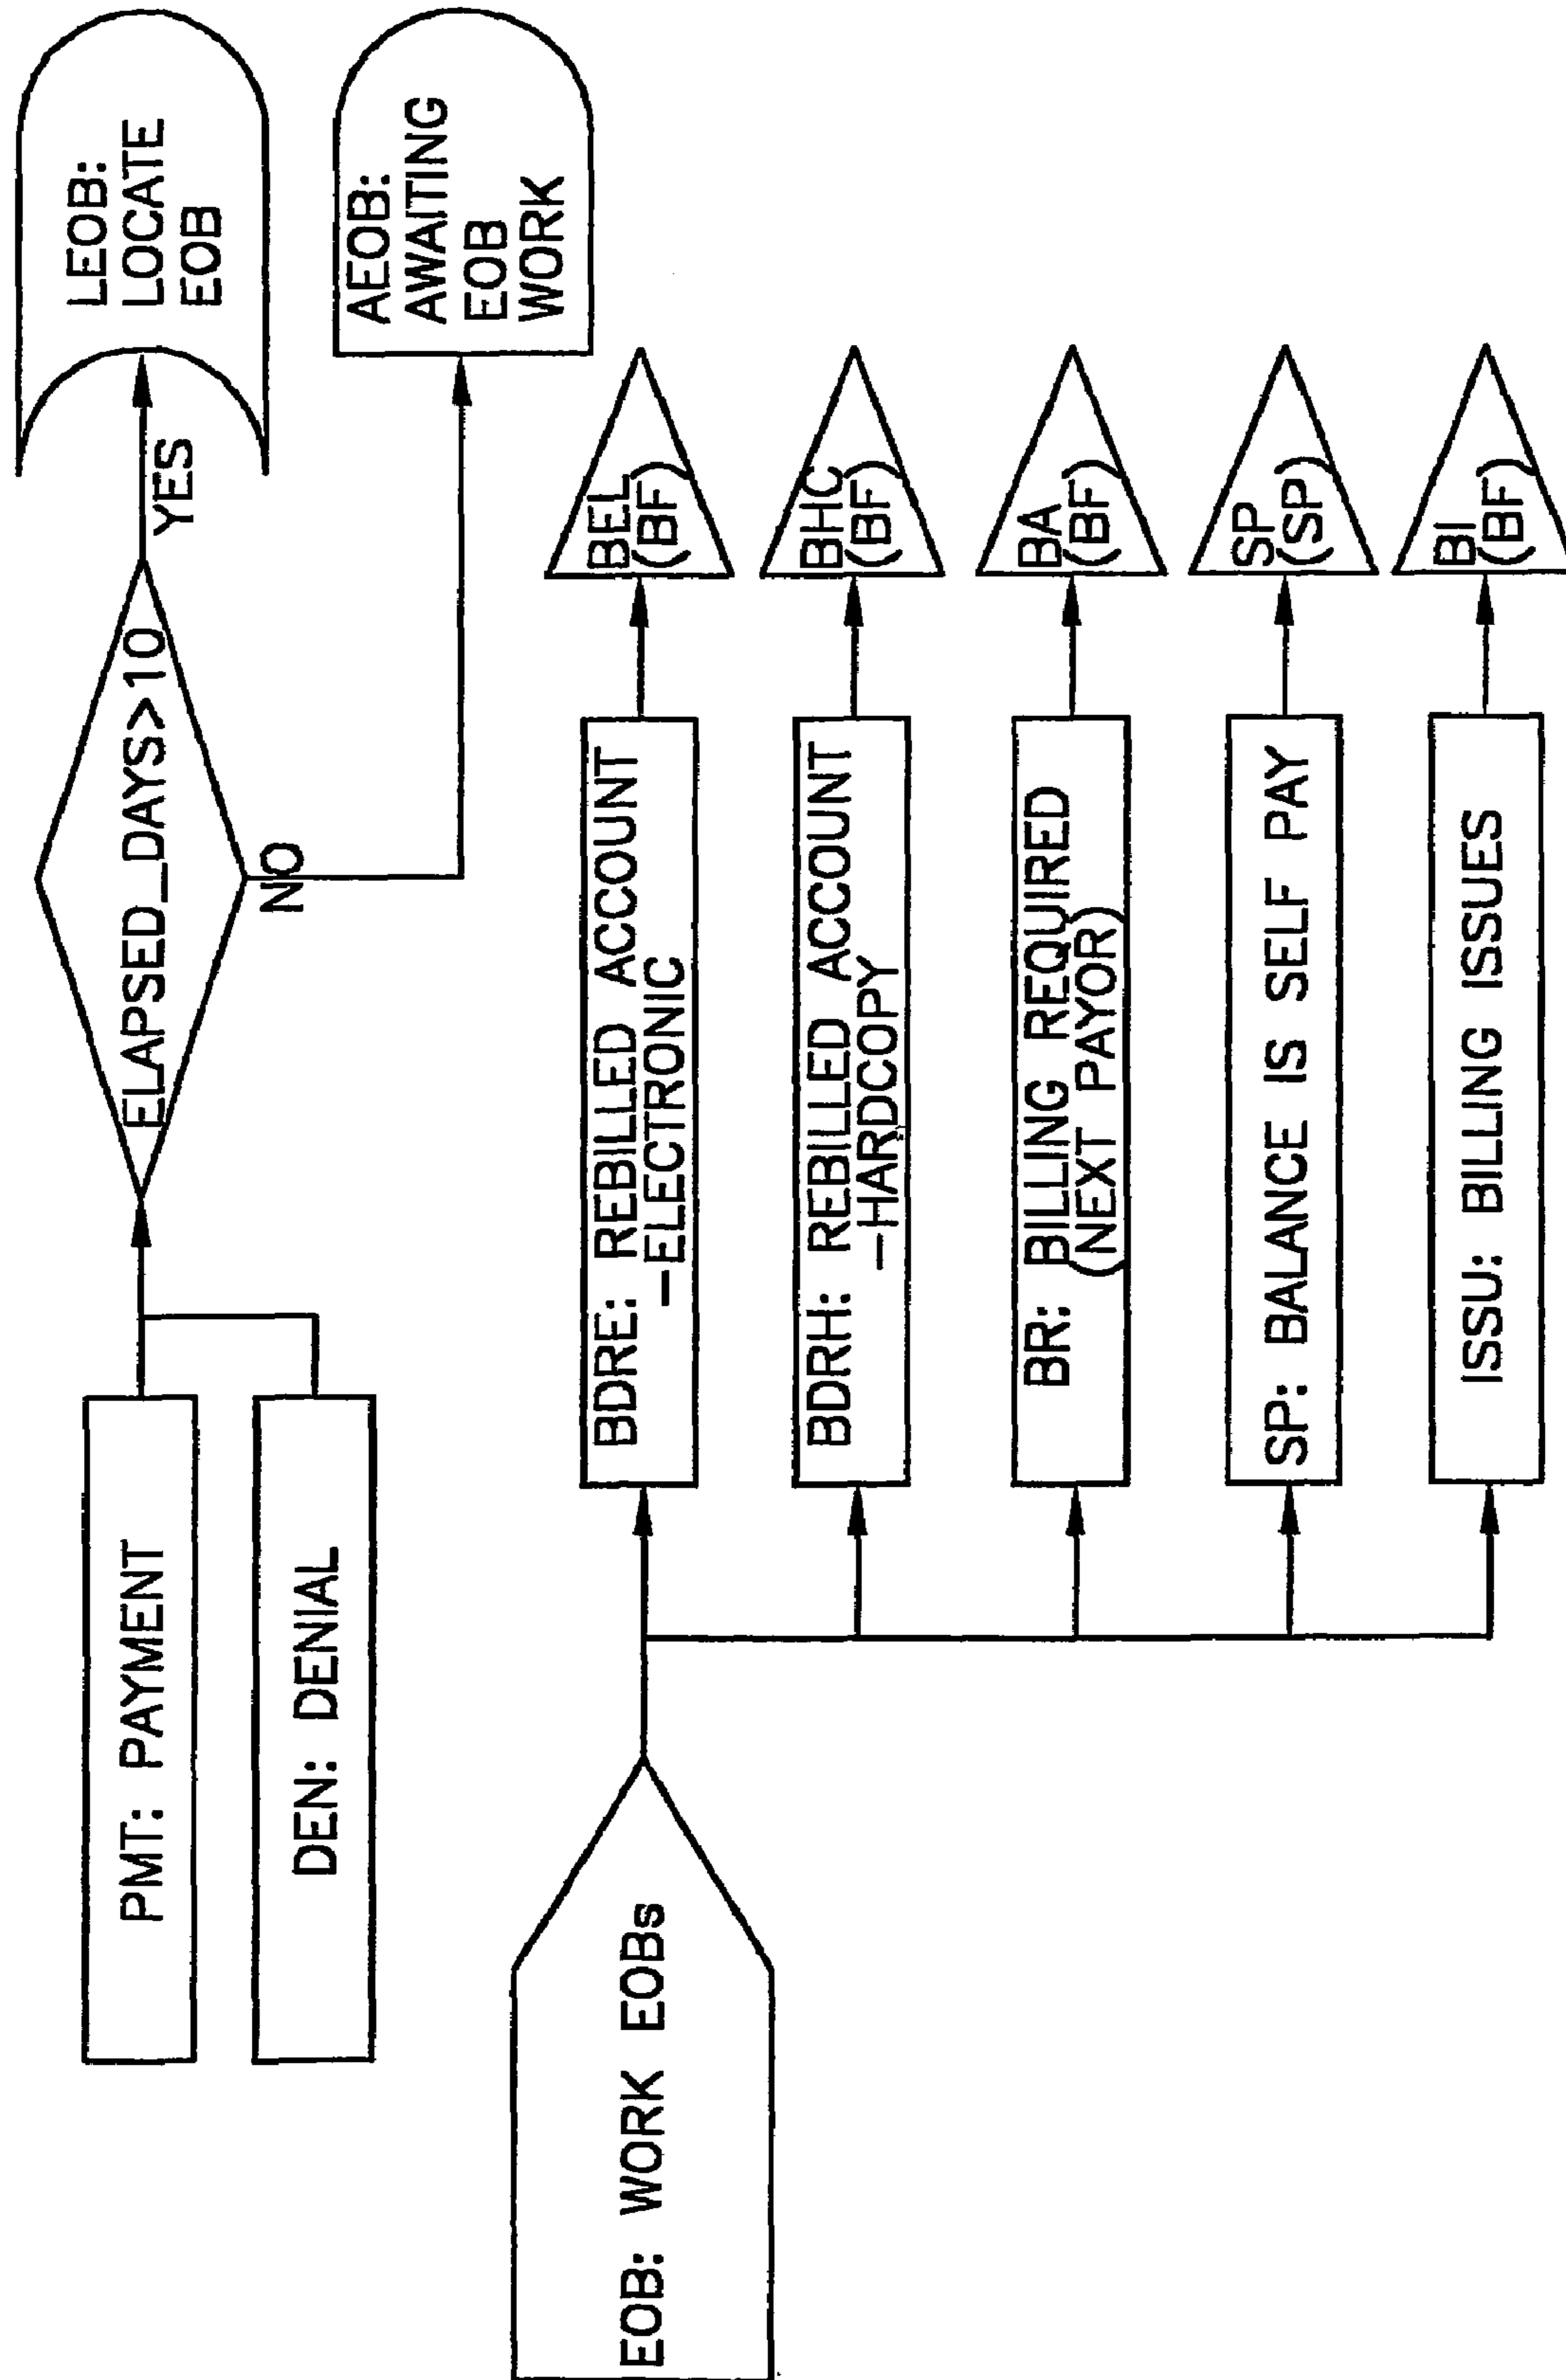 PMT: PAYMENT
DEN: DENIAL
ELAPSED_DAYS>10
YES
NO
LEOB:
LOCATE
EOB
AEOB:
AWAITING
EOB
WORK
EOB: WORK EOBs
BDRE: REBILLED ACCOUNT
-ELECTRONIC
BEL
(BF)
BDRH: REBILLED ACCOUNT
-HARDCOPY
BHC
(BF)
BR: BILLING REQUIRED
(NEXT PAYOR)
BA
(BF)
SP: BALANCE IS SELF PAY
SP
(SP)
ISSU: BILLING ISSUES
BI
(BF)